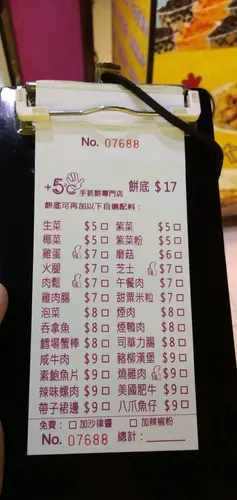 No. 07688
+5℃ 手抓餅專門店 餅底 $17
餅底可再加以下自選配料:
生菜 $5 □ 紫菜 $5 □
椰菜 $5 □ 紫菜粉 $5 □
雞蛋 $7 □ 蘑菇 $6 □
火腿 $7 □ 芝士 $7 □
肉鬆 $7 □ 午餐肉 $7 □
雞肉腸 $7 □ 甜粟米粒 $7 □
泡菜 $8 □ 煙肉 $8 □
吞拿魚 $8 □ 煙鴨肉 $8 □
鱈場蟹棒 $8 □ 司華力腸 $8 □
咸牛肉 $9 □ 豬柳漢堡 $9 □
素鮑魚片 $9 □ 燒雞肉 $9 □
辣味螺肉 $9 □ 美國肥牛 $9 □
帶子裙邊 $9 □ 八爪魚仔 $9 □
免費: □ 加沙律醬 □ 加辣椒粉
No. 07688 總計: